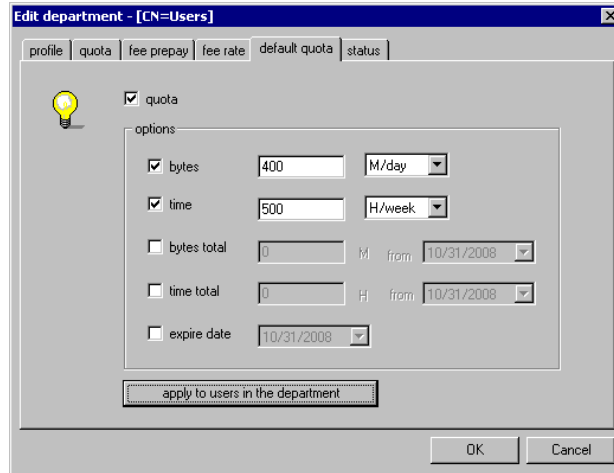 Edit department - [CN=Users]
profile quota fee prepay fee rate default quota status
quota
options
bytes 400 M/day
time 500 H/week
bytes total 0 M from 10/31/2008
time total 0 H from 10/31/2008
expire date 10/31/2008
apply to users in the department
OK Cancel